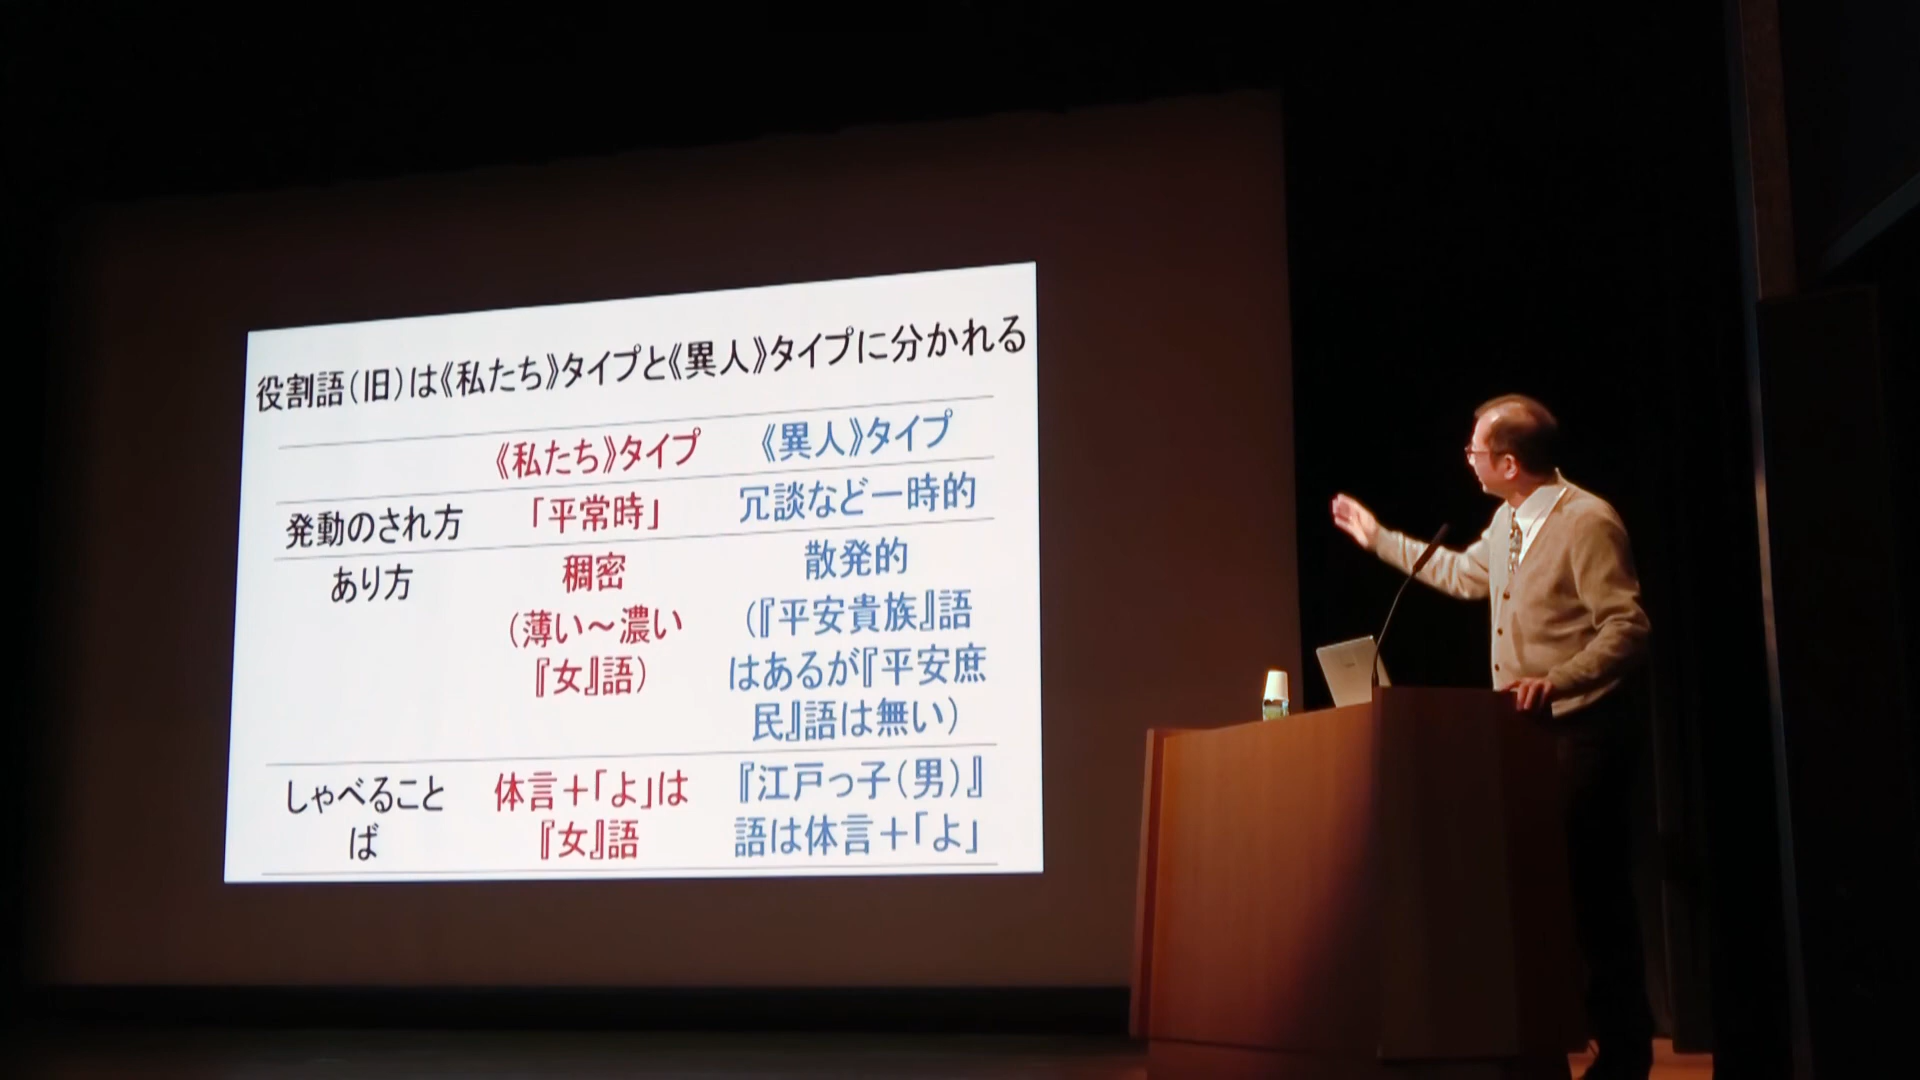 役割語(旧)は《私たち》タイプと《異人》タイプに分かれる
《私たち》タイプ 《異人》タイプ
発動のされ方 「平常時」 冗談など一時的
あり方 稠密 散発的
(薄い～濃い (『平安貴族』語
『女』語) はあるが『平安庶
民』語は無い)
しゃべること 体言＋「よ」は 『江戸っ子(男)』
ば 『女』語 語は体言＋「よ」